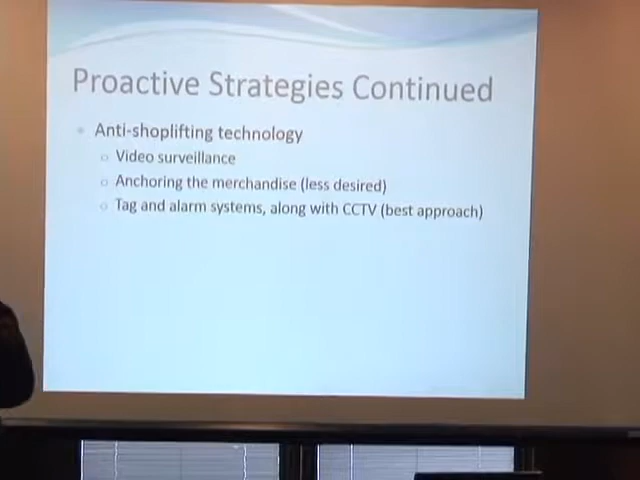 Proactive Strategies Continued
Anti-shoplifting technology
Video surveillance
Anchoring the merchandise (less desired)
Tag and alarm systems, along with CCTV (best approach)